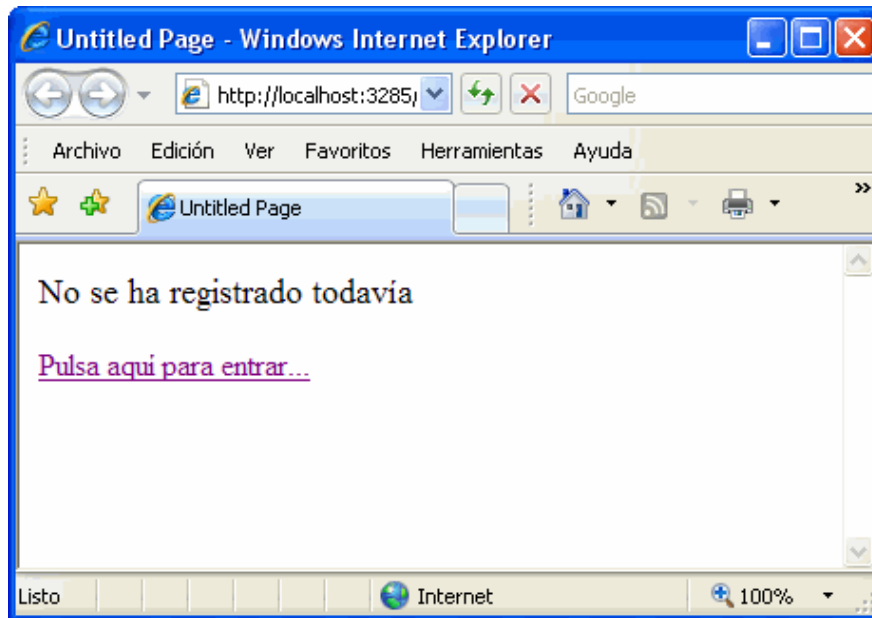 Untitled Page - Windows Internet Explorer
http://localhost:3285/
Google
Archivo Edición Ver Favoritos Herramientas Ayuda
Untitled Page
»
No se ha registrado todavía
Pulsa aquí para entrar...
Listo Internet 100%